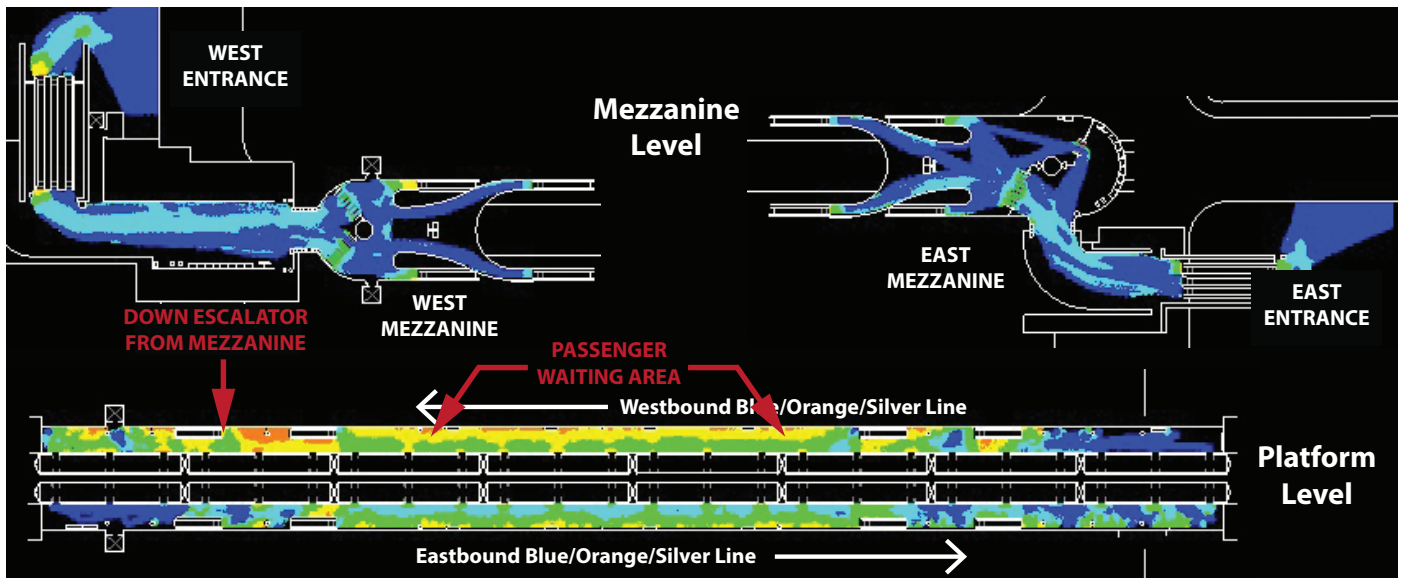 WEST
ENTRANCE
Mezzanine
Level
WEST
MEZZANINE
EAST
MEZZANINE
EAST
ENTRANCE
DOWN ESCALATOR
FROM MEZZANINE
PASSENGER
WAITING AREA
Westbound Blue/Orange/Silver Line
Platform
Level
Eastbound Blue/Orange/Silver Line